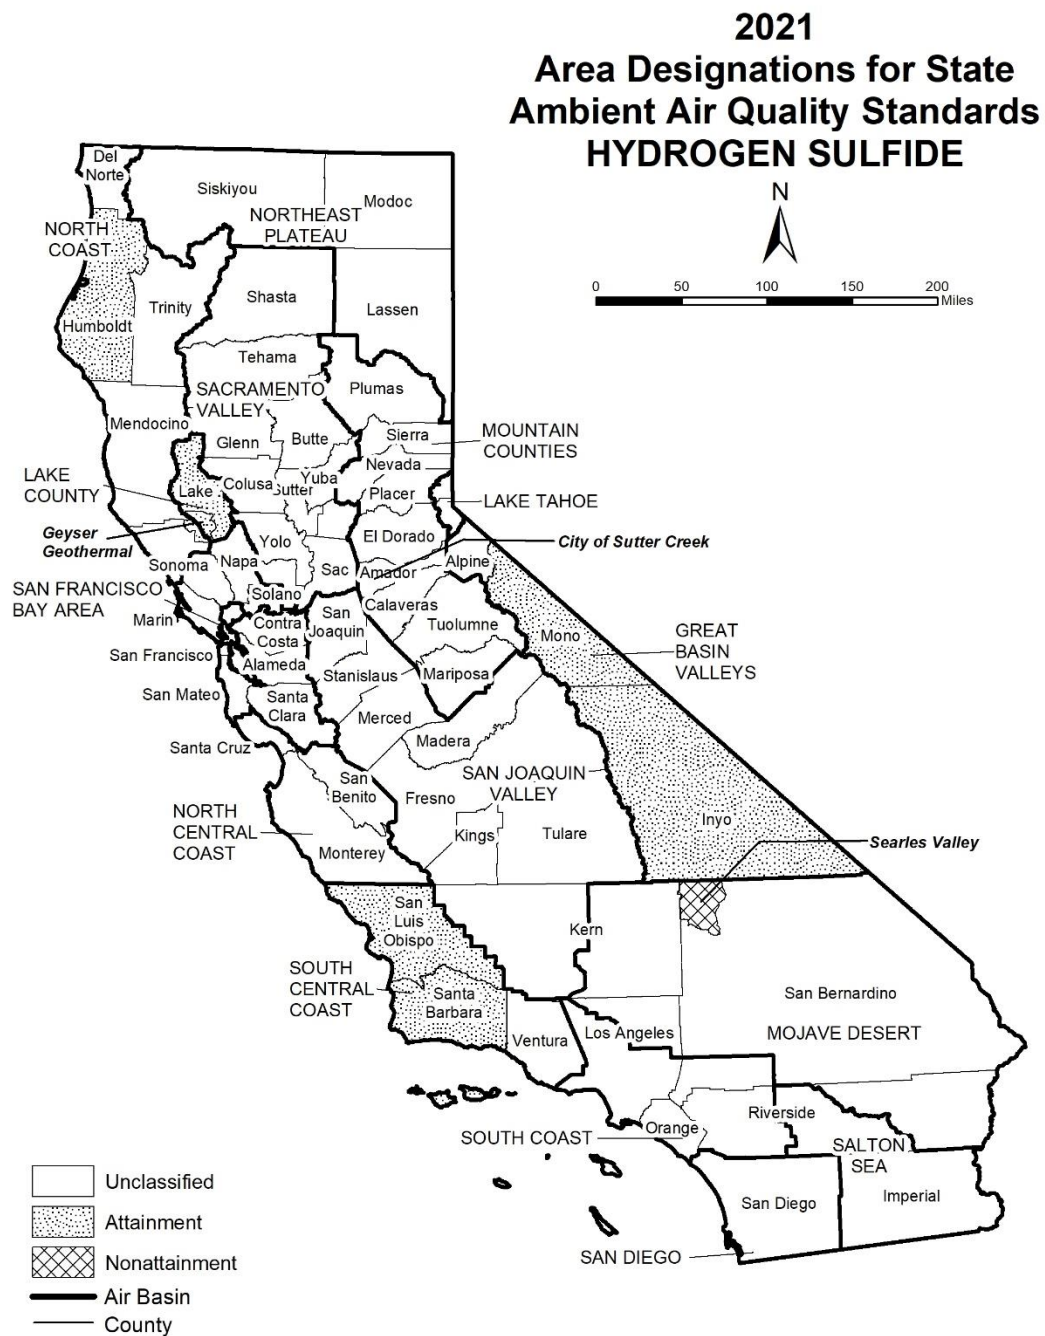 2021
Area Designations for State
Ambient Air Quality Standards
HYDROGEN SULFIDE
N
0 50 100 150 200
Miles
Del
Norte
Siskiyou
Modoc
NORTHEAST
PLATEAU
NORTH
COAST
Trinity
Shasta
Lassen
Humboldt
Tehama
Plumas
SACRAMENTO
VALLEY
Mendocino
Glenn
Butte
Sierra
MOUNTAIN
COUNTIES
Nevada
LAKE
COUNTY
Lake
Colusa
Sutter
Yuba
Placer
LAKE TAHOE
Geyser
Geothermal
Yolo
El Dorado
City of Sutter Creek
Sonoma
Napa
Sac
Amador
Alpine
SAN FRANCISCO
BAY AREA
Solano
Marin
Contra
Costa
San
Joaquin
Calaveras
Tuolumne
Mono
GREAT
BASIN
VALLEYS
San Francisco
Alameda
Stanislaus
Mariposa
San Mateo
Santa
Clara
Merced
Santa Cruz
Madera
San
Benito
Fresno
SAN JOAQUIN
VALLEY
NORTH
CENTRAL
COAST
Monterey
Kings
Tulare
Inyo
Searles Valley
San
Luis
Obispo
Kern
SOUTH
CENTRAL
COAST
Santa
Barbara
San Bernardino
Ventura
Los Angeles
MOJAVE DESERT
Riverside
Orange
SOUTH COAST
SALTON
SEA
San Diego
Imperial
SAN DIEGO
Unclassified
Attainment
Nonattainment
Air Basin
County